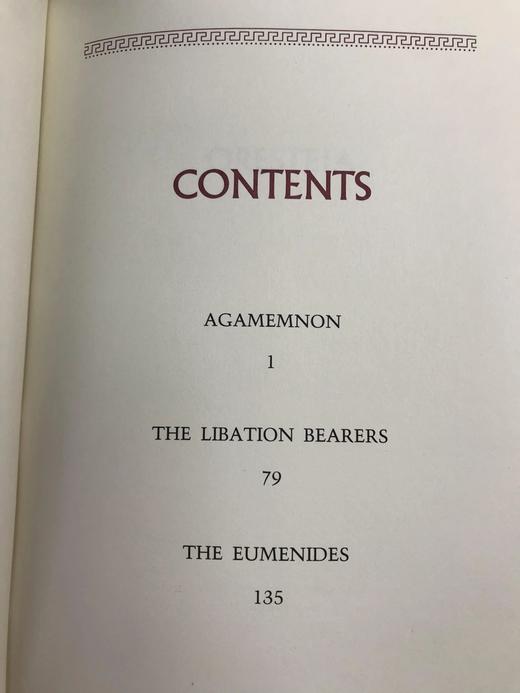 CONTENTS
AGAMEMNON
1
THE LIBATION BEARERS
79
THE EUMENIDES
135